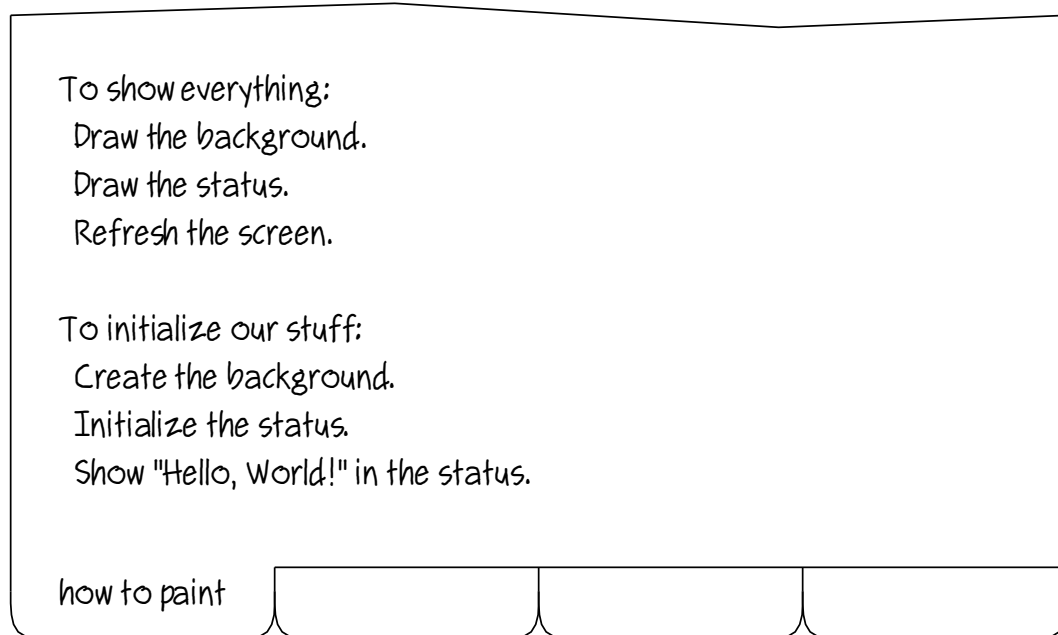 To show everything:
Draw the background.
Draw the status.
Refresh the screen.
To initialize our stuff:
Create the background.
Initialize the status.
Show "Hello, World!" in the status.
how to paint